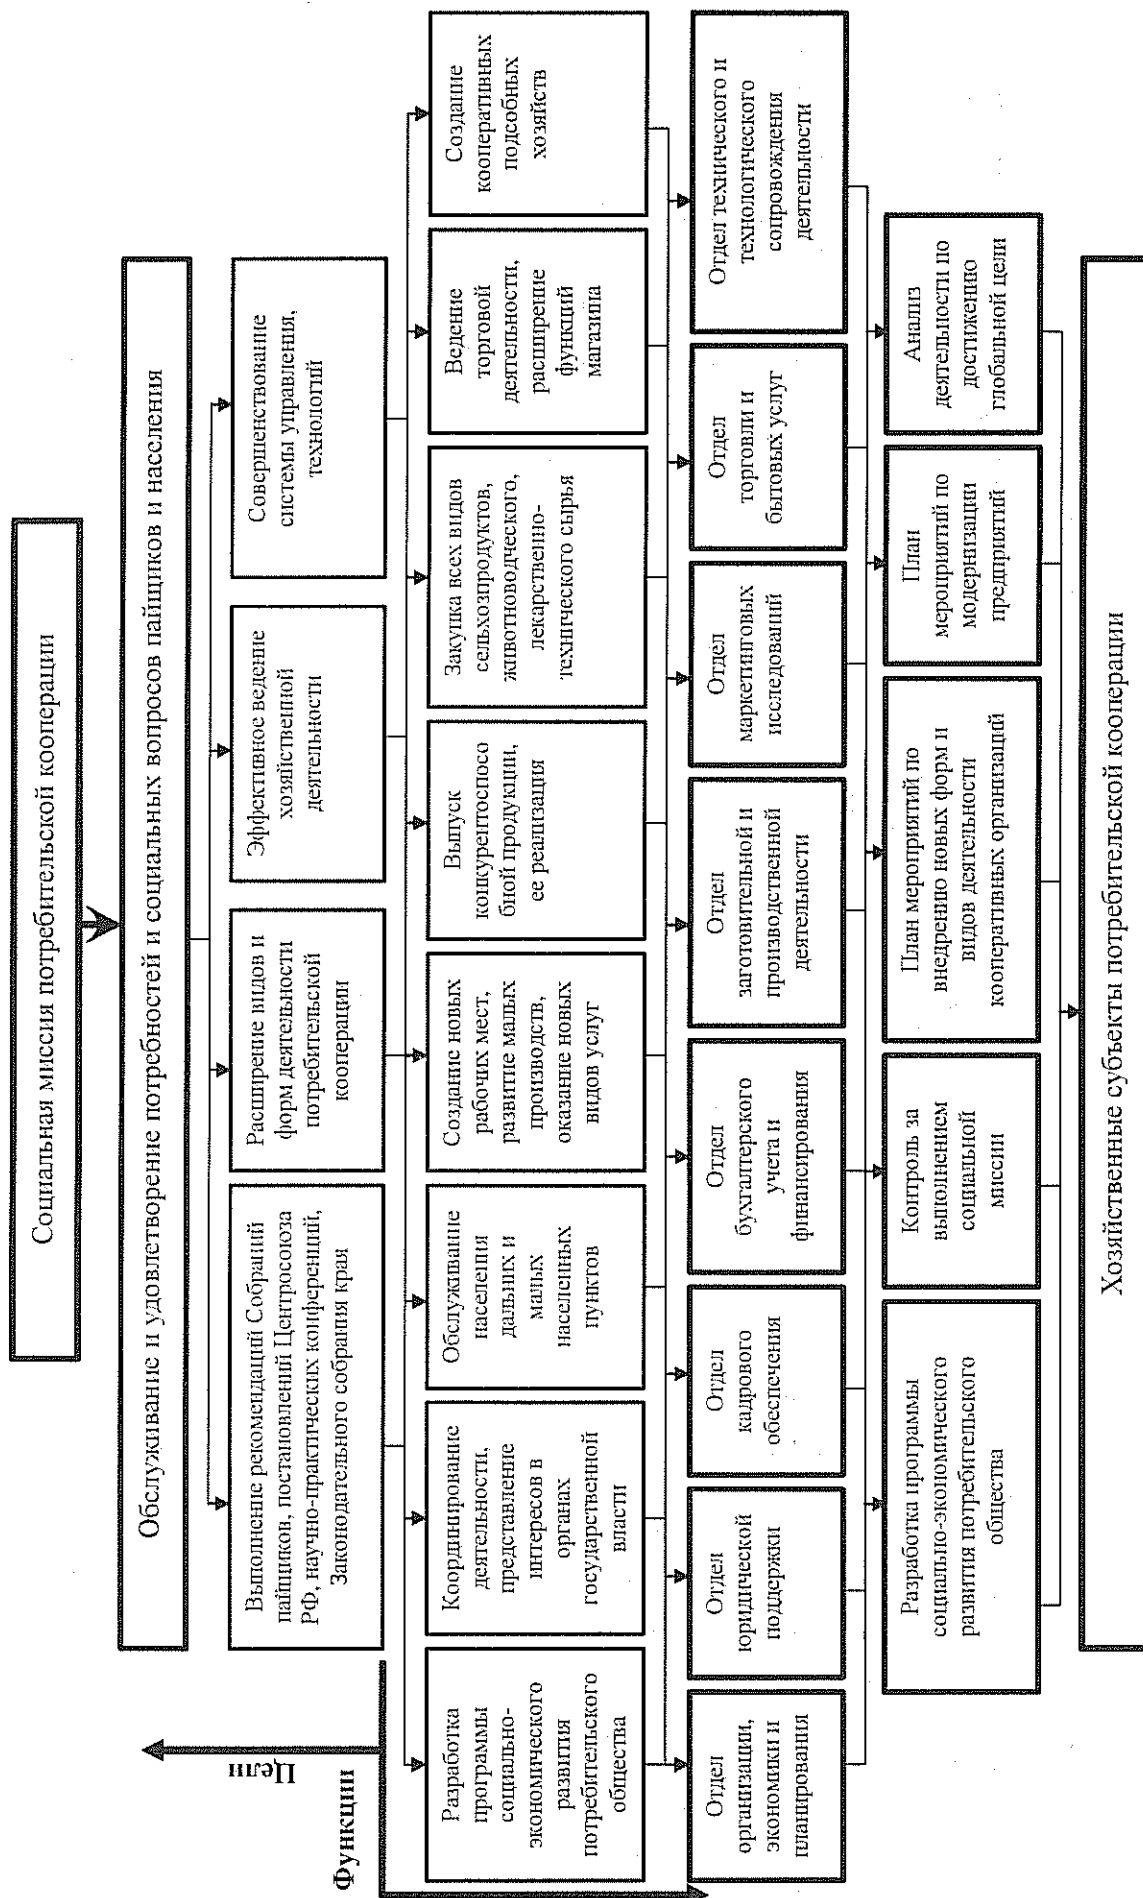 Социальная миссия потребительской кооперации
Обслуживание и удовлетворение потребностей и социальных вопросов пайщиков и населения
Цели
Функции
Выполнение рекомендаций Собраний
пайщиков, постановлений Центросоюза
РФ, научно-практических конференций,
Законодательного собрания края
Расширение видов и
форм деятельности
потребительской
кооперации
Эффективное ведение
хозяйственной
деятельности
Совершенствование
системы управления,
технологий
Разработка
программы
социально-
экономического
развития
потребительского
общества
Координирование
деятельности,
представление
интересов в
органах
государственной
власти
Обслуживание
населения
дальних и
малых
населенных
пунктов
Создание новых
рабочих мест,
развитие малых
производств,
оказание новых
видов услуг
Выпуск
конкурентоспосо
бной продукции,
ее реализация
Закупка всех видов
сельхозпродуктов,
животноводческого,
лекарственно-
технического сырья
Ведение
торговой
деятельности,
расширение
функций
магазина
Создание
кооперативных
подсобных
хозяйств
Отдел
организации,
экономики и
планирования
Отдел
юридической
поддержки
Отдел
кадрового
обеспечения
Отдел
бухгалтерского
учета и
финансирования
Отдел
заготовительной и
производственной
деятельности
Отдел
маркетинговых
исследований
Отдел
торговли и
бытовых услуг
Отдел технического и
технологического
сопровождения
деятельности
Разработка программы
социально-экономического
развития потребительского
общества
Контроль за
выполнением
социальной
миссии
План мероприятий по
внедрению новых форм и
видов деятельности
кооперативных организаций
План
мероприятий по
модернизации
предприятий
Анализ
деятельности по
достижению
глобальной цели
Хозяйственные субъекты потребительской кооперации